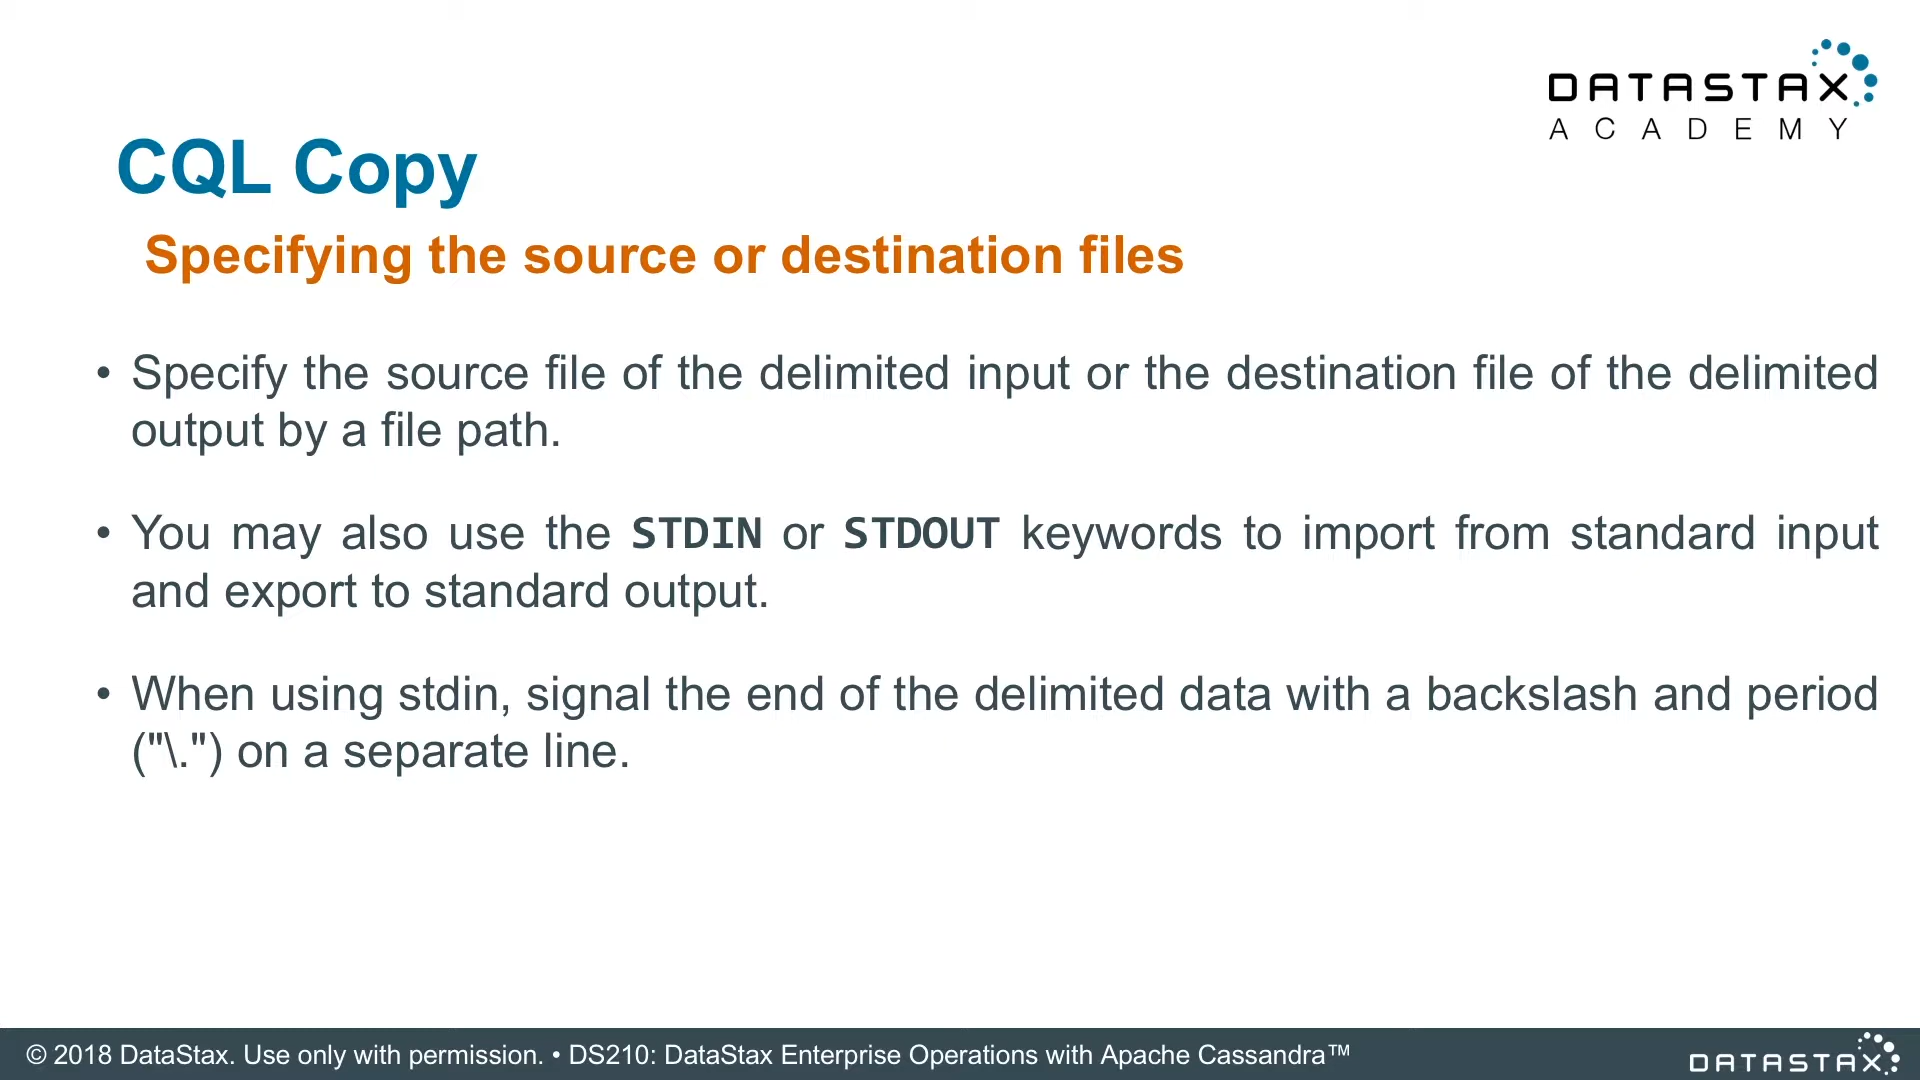 DATASTAX
ACADEMY
CQL Copy
Specifying the source or destination files
• Specify the source file of the delimited input or the destination file of the delimited
output by a file path.
• You may also use the STDIN or STDOUT keywords to import from standard input
and export to standard output.
• When using stdin, signal the end of the delimited data with a backslash and period
("\.") on a separate line.
© 2018 DataStax. Use only with permission. • DS210: DataStax Enterprise Operations with Apache Cassandra™
DATASTAX